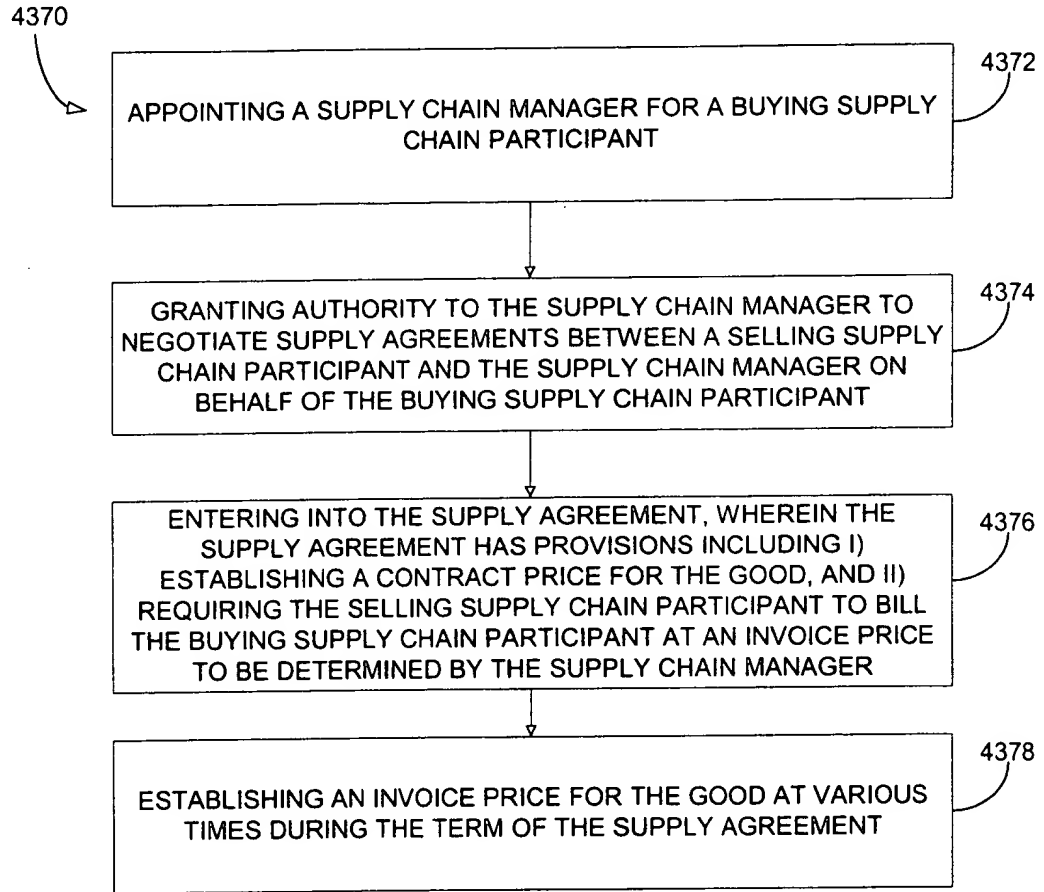 4370
4372
APPOINTING A SUPPLY CHAIN MANAGER FOR A BUYING SUPPLY
CHAIN PARTICIPANT
4374
GRANTING AUTHORITY TO THE SUPPLY CHAIN MANAGER TO
NEGOTIATE SUPPLY AGREEMENTS BETWEEN A SELLING SUPPLY
CHAIN PARTICIPANT AND THE SUPPLY CHAIN MANAGER ON
BEHALF OF THE BUYING SUPPLY CHAIN PARTICIPANT
4376
ENTERING INTO THE SUPPLY AGREEMENT, WHEREIN THE
SUPPLY AGREEMENT HAS PROVISIONS INCLUDING I)
ESTABLISHING A CONTRACT PRICE FOR THE GOOD, AND II)
REQUIRING THE SELLING SUPPLY CHAIN PARTICIPANT TO BILL
THE BUYING SUPPLY CHAIN PARTICIPANT AT AN INVOICE PRICE
TO BE DETERMINED BY THE SUPPLY CHAIN MANAGER
4378
ESTABLISHING AN INVOICE PRICE FOR THE GOOD AT VARIOUS
TIMES DURING THE TERM OF THE SUPPLY AGREEMENT